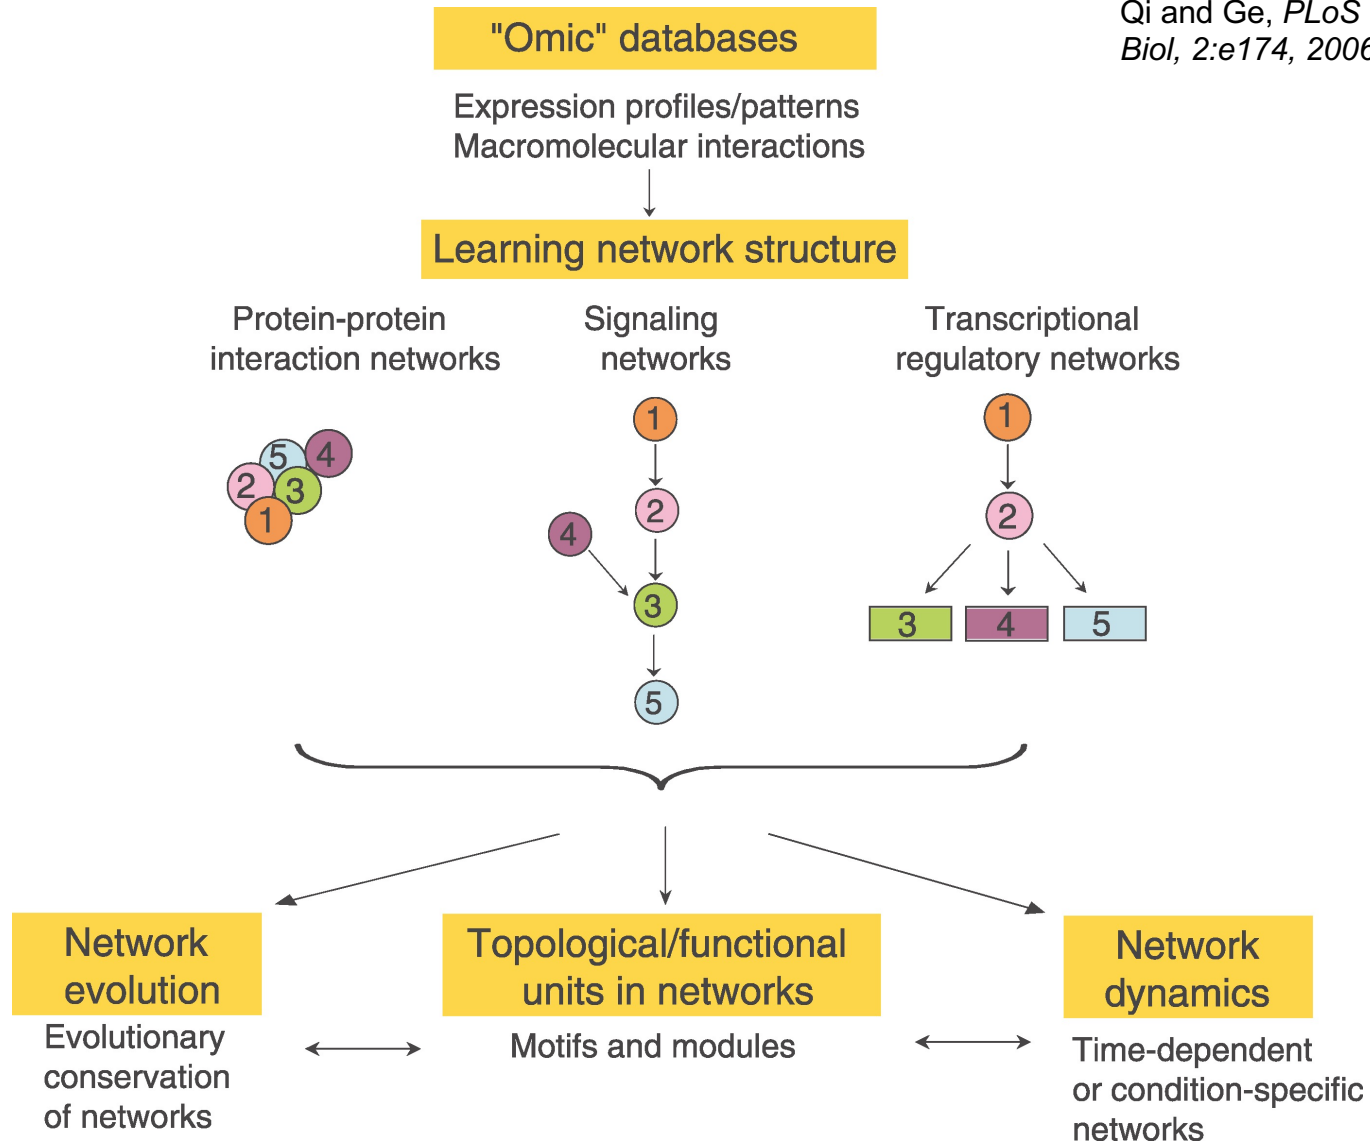 Qi and Ge, PLoS
Biol, 2:e174, 2006
"Omic" databases
Expression profiles/patterns
Macromolecular interactions
Learning network structure
Protein-protein
interaction networks
5
4
2
3
1
Signaling
networks
1
2
4
3
5
Transcriptional
regulatory networks
1
2
3
4
5
Network
evolution
Evolutionary
conservation
of networks
Topological/functional
units in networks
Motifs and modules
Network
dynamics
Time-dependent
or condition-specific
networks